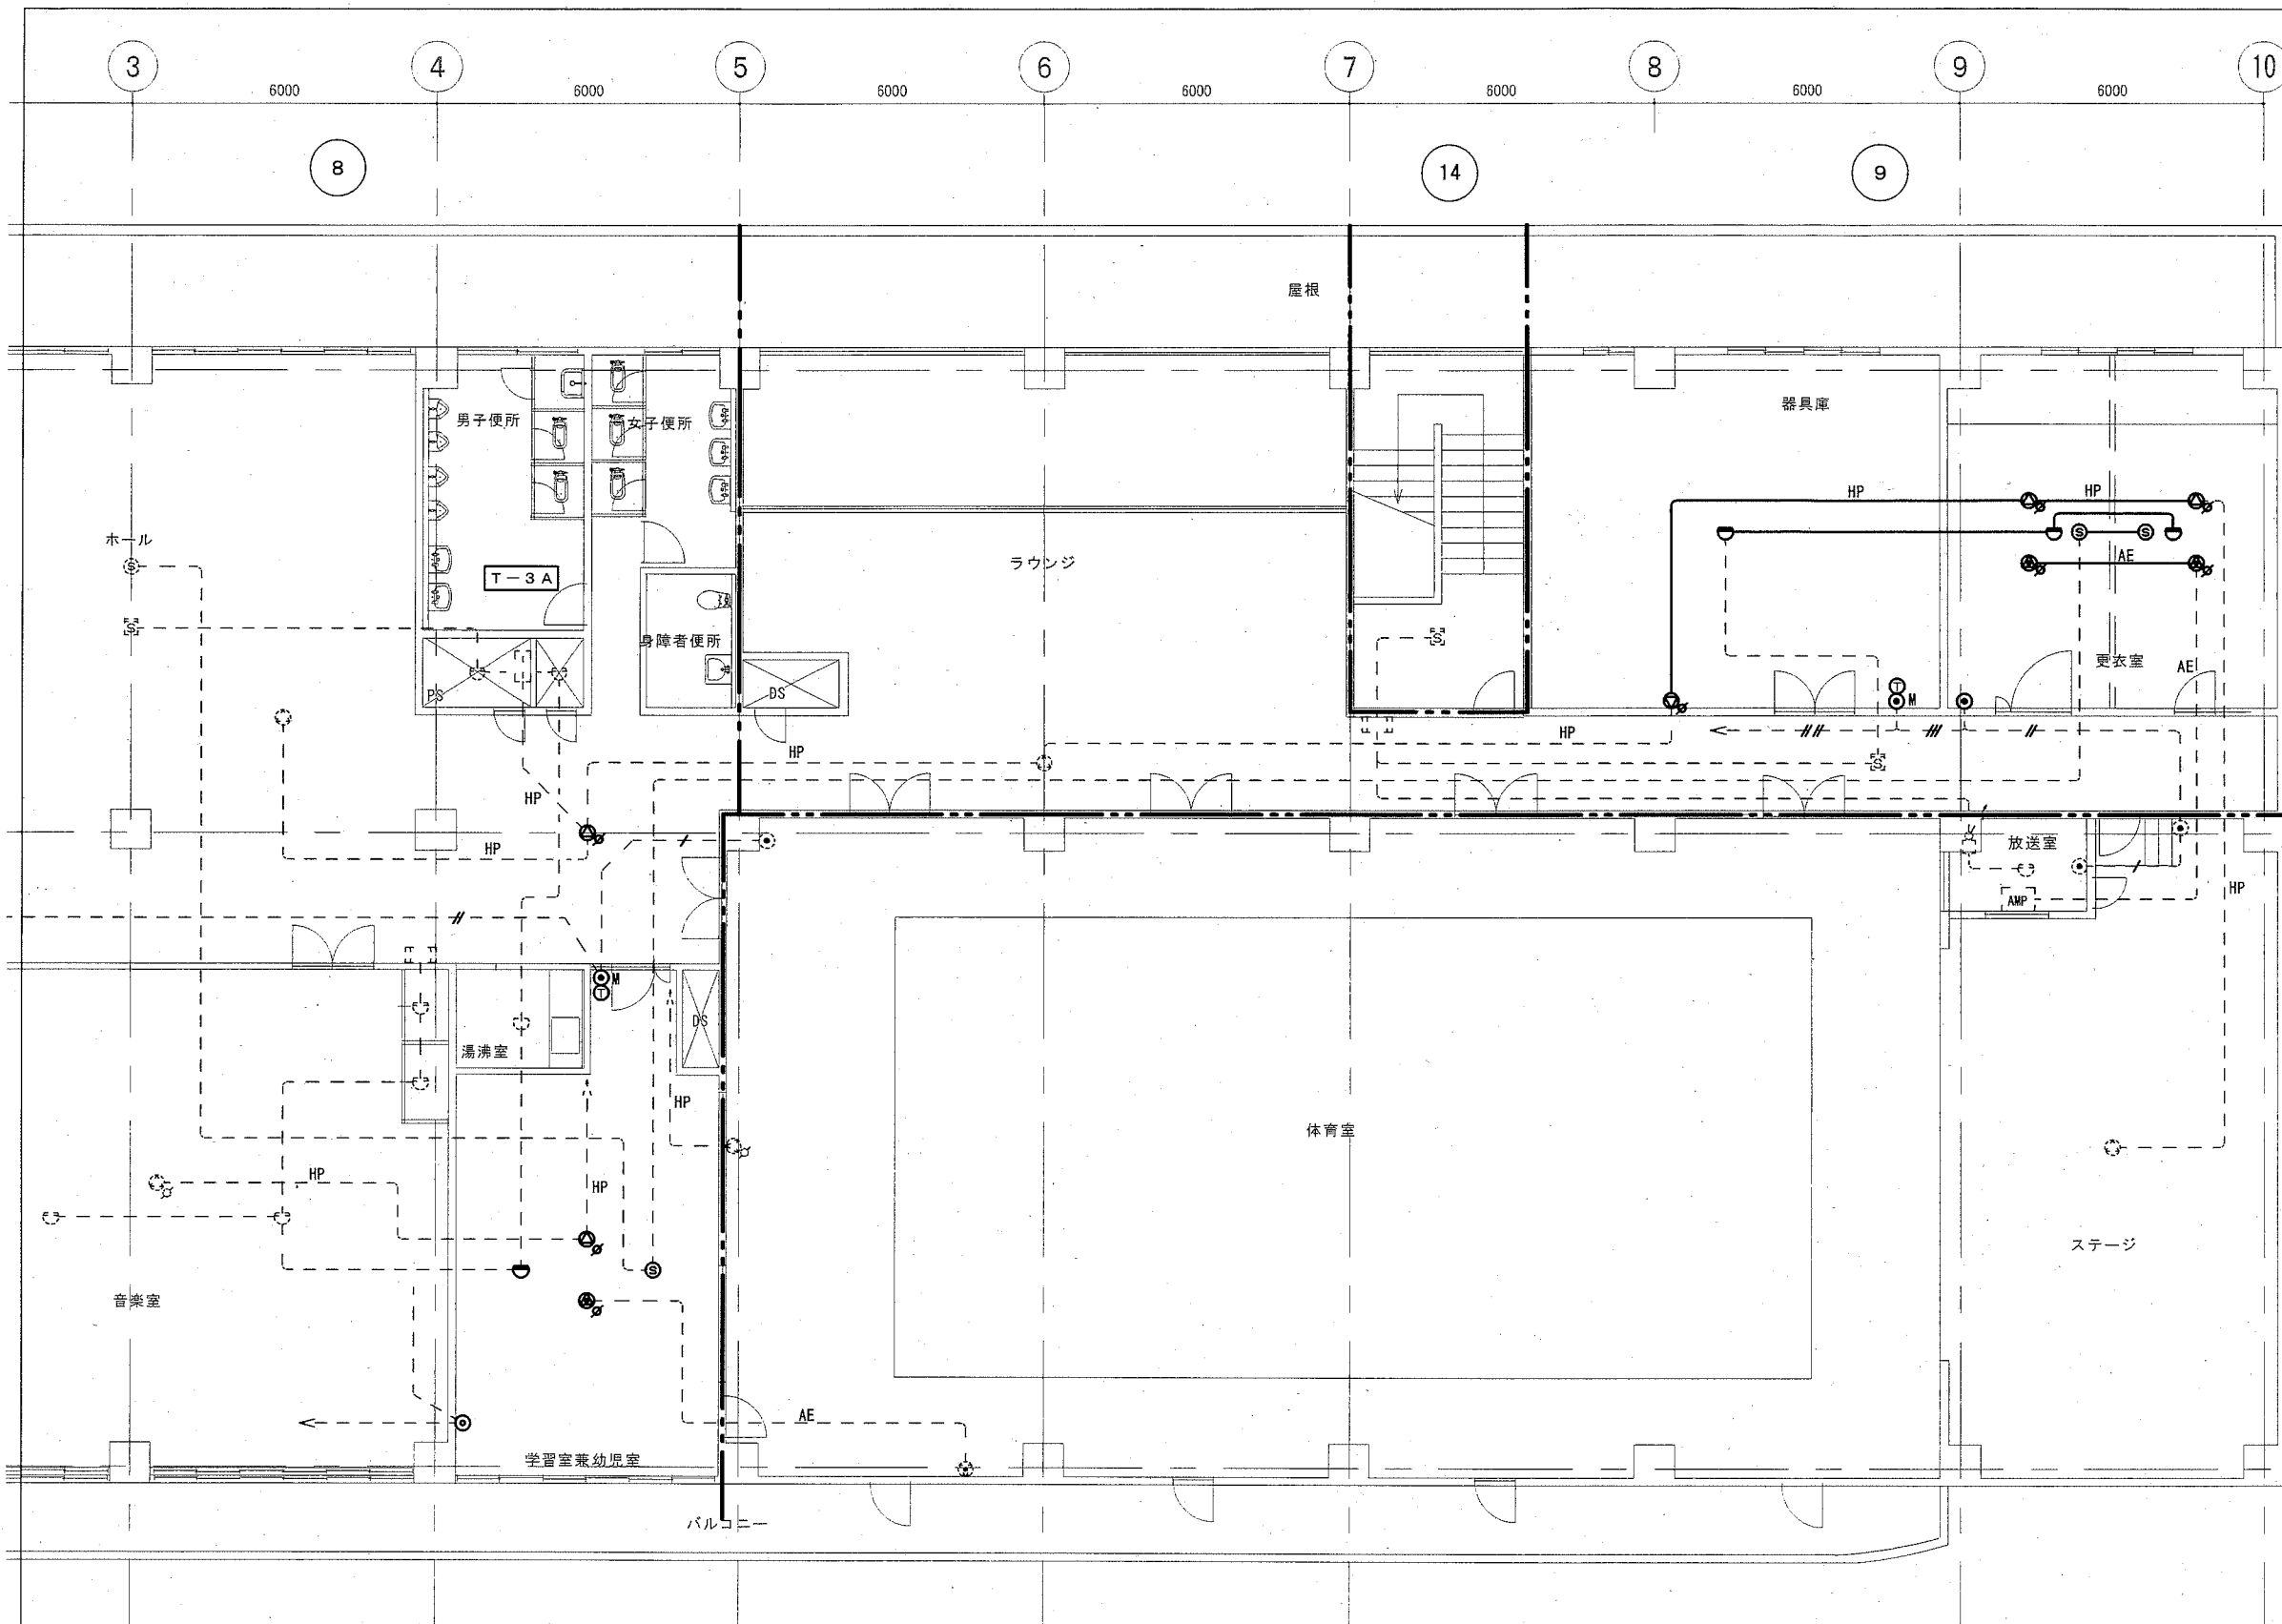 3 4 5 6 7 8 9 10
6000 6000 6000 6000 6000 6000 6000
8 14 9
屋根
器具庫
男子便所 女子便所
HP HP
ホール
AE
ラウンジ
T-3A
身障者便所
更衣室
AE
PS DS
T
M
HP HP
S
HP
放送室
HP
AMP
HP
M
T
DS
湯沸室
HP
体育室
HP
HP
ステージ
音楽室
S
AE
学習室兼幼児室
バルコニー